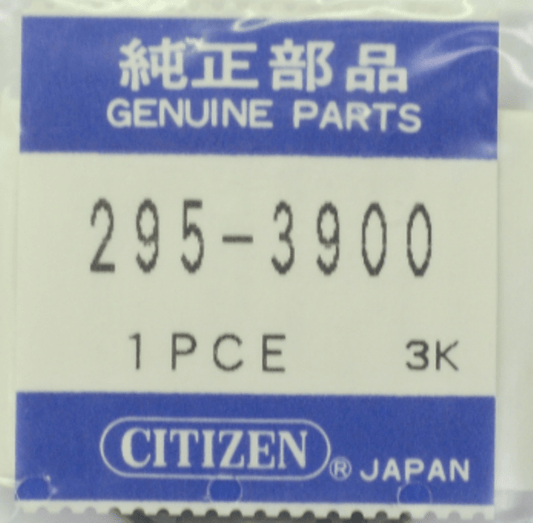 純正部品
GENUINE PARTS
295-3900
1PCE 3K
CITIZEN® JAPAN